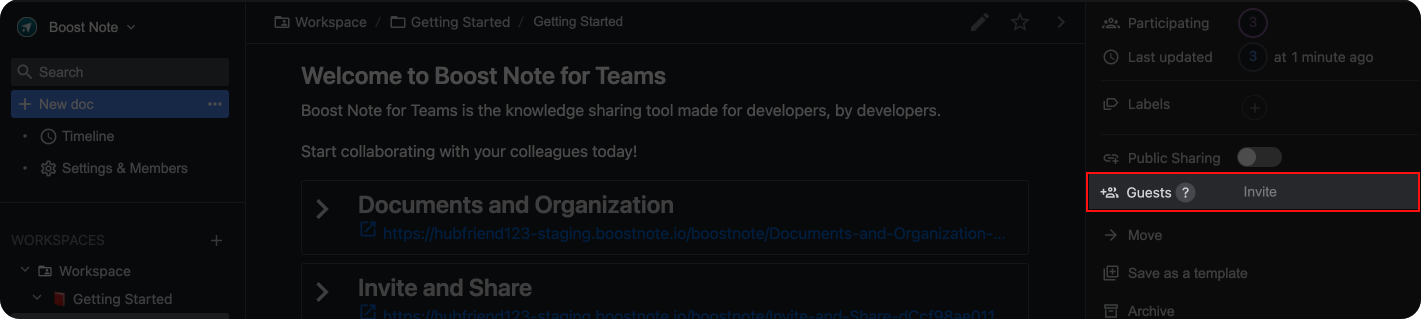 Boost Note
Search
New doc
Timeline
Settings & Members
WORKSPACES
Workspace
Getting Started
Workspace / Getting Started / Getting Started
Welcome to Boost Note for Teams
Boost Note for Teams is the knowledge sharing tool made for developers, by developers.
Start collaborating with your colleagues today!
Documents and Organization
https://hubfriend123-staging.boostnote.io/boostnote/Documents-and-Organization-...
Invite and Share
https://hubfriend123-staging.boostnote.io/boostnote/Invite-and-Share-dCcf98ae011
Participating 3
Last updated 3 at 1 minute ago
Labels
Public Sharing
Guests ? Invite
Move
Save as a template
Archive